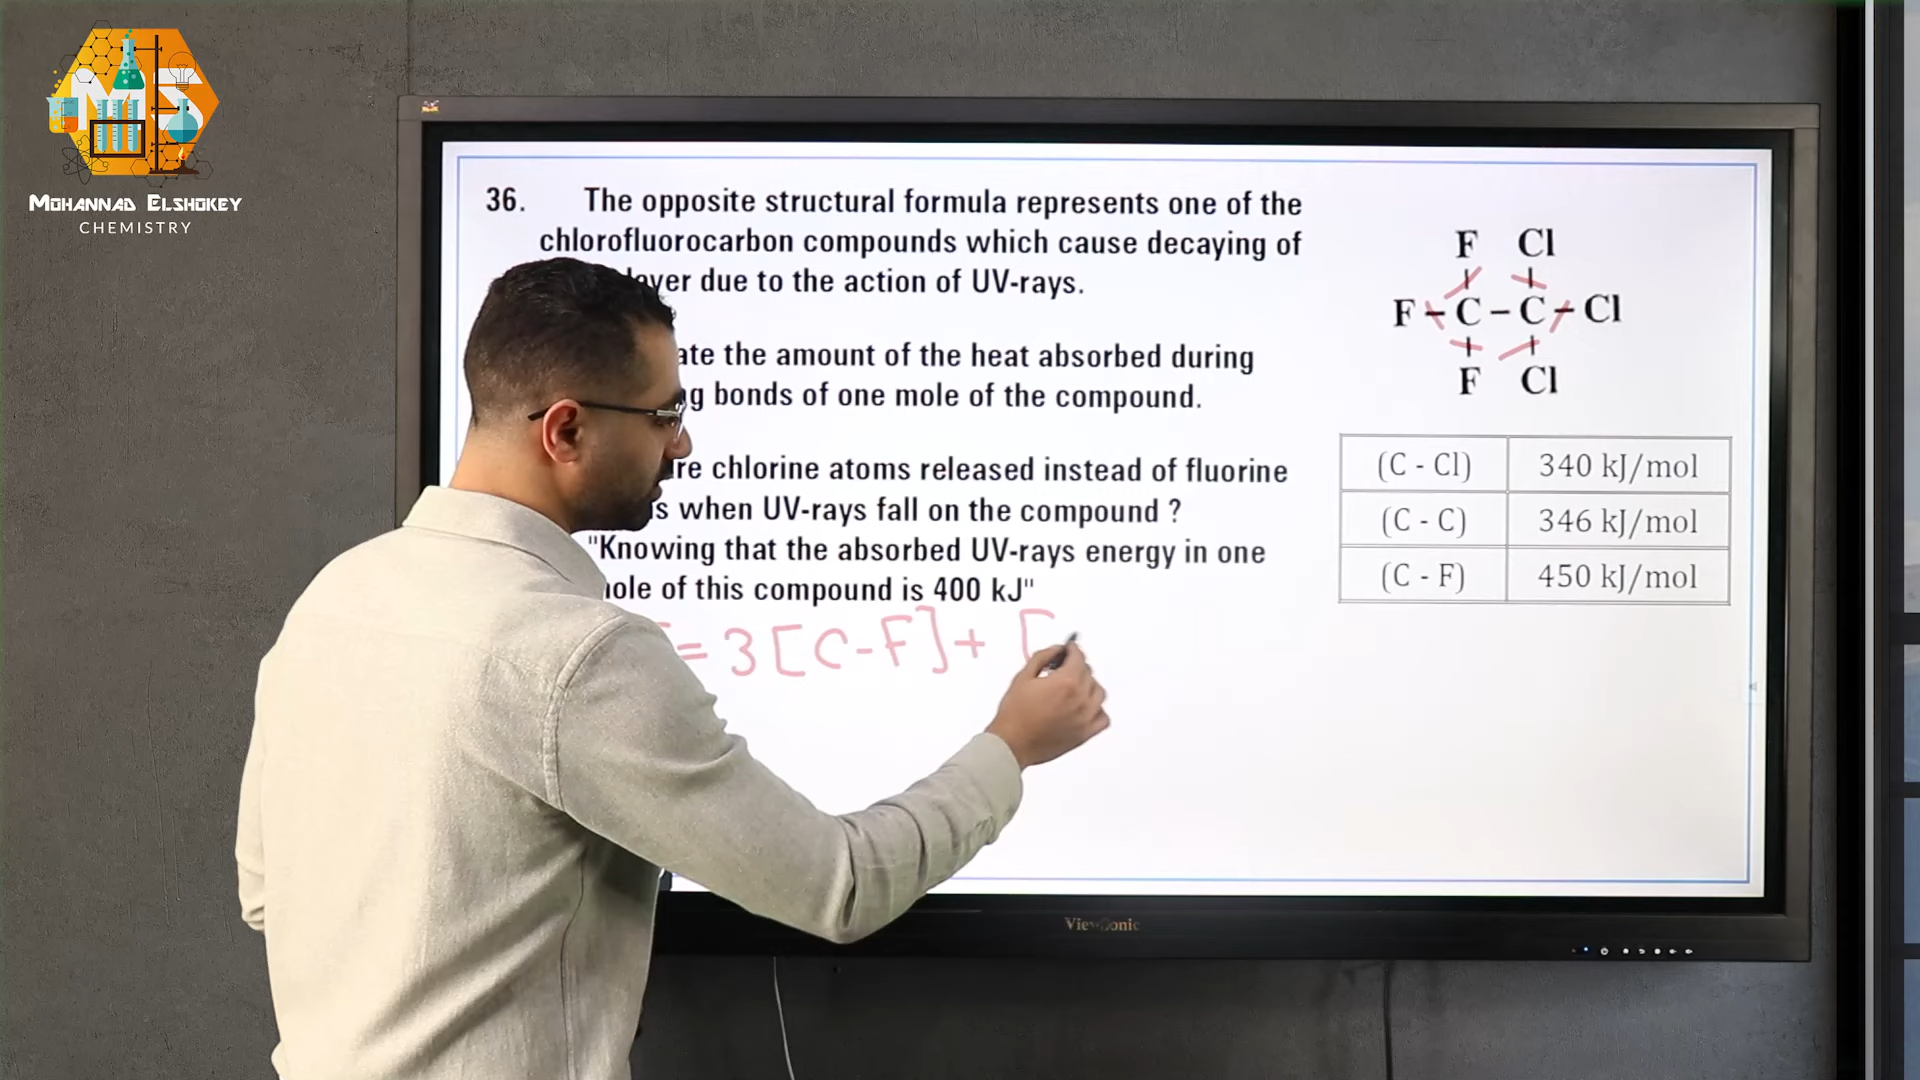 MS
MOHANNAD ELSHOKEY
CHEMISTRY
36. The opposite structural formula represents one of the
chlorofluorocarbon compounds which cause decaying of
layer due to the action of UV-rays.
the amount of the heat absorbed during
bonds of one mole of the compound.
chlorine atoms released instead of fluorine
when UV-rays fall on the compound ?
"Knowing that the absorbed UV-rays energy in one
of this compound is 400 kJ"
F Cl
F - C - C - Cl
F Cl
(C - Cl) 340 kJ/mol
(C - C) 346 kJ/mol
(C - F) 450 kJ/mol
= 3 [C-F] + [
ViewSonic